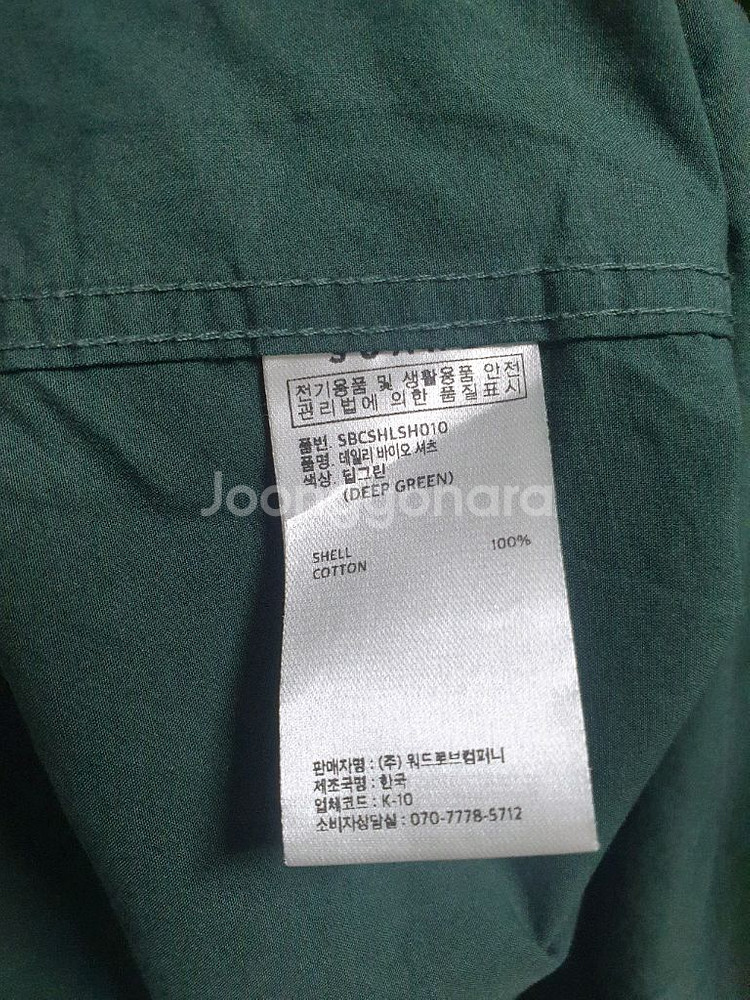 전기용품 및 생활용품 안전
관리법에 의한 품질표시
품번. SBCSHLSH010
품명. 데일리 바이오 셔츠
색상. 딥그린
(DEEP GREEN)
Joonggonara
SHELL
COTTON 100%
판매자명 : (주) 워드로브컴퍼니
제조국명 : 한국
업체코드 : K-10
소비자상담실 : 070-7778-5712